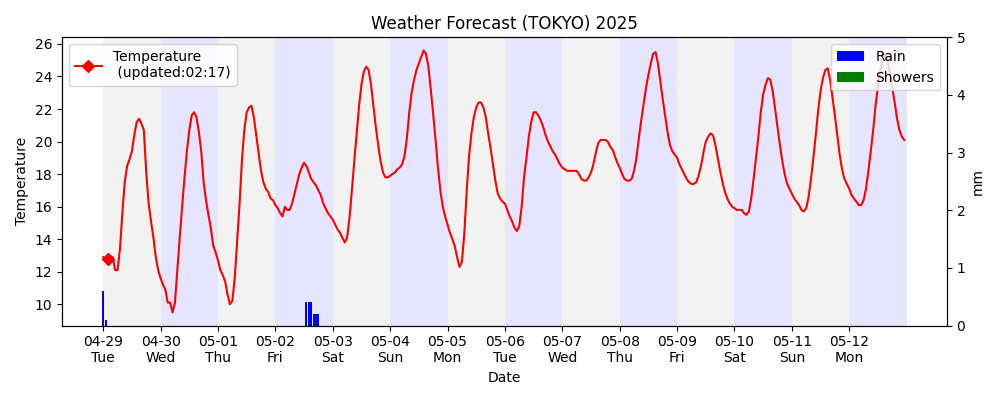 Weather Forecast (TOKYO) 2025
Temperature
(updated:02:17)
Rain
Showers
Temperature
26
24
22
20
18
16
14
12
10
5
4
3
2
1
0
mm
04-29 04-30 05-01 05-02 05-03 05-04 05-05 05-06 05-07 05-08 05-09 05-10 05-11 05-12
Tue Wed Thu Fri Sat Sun Mon Tue Wed Thu Fri Sat Sun Mon
Date